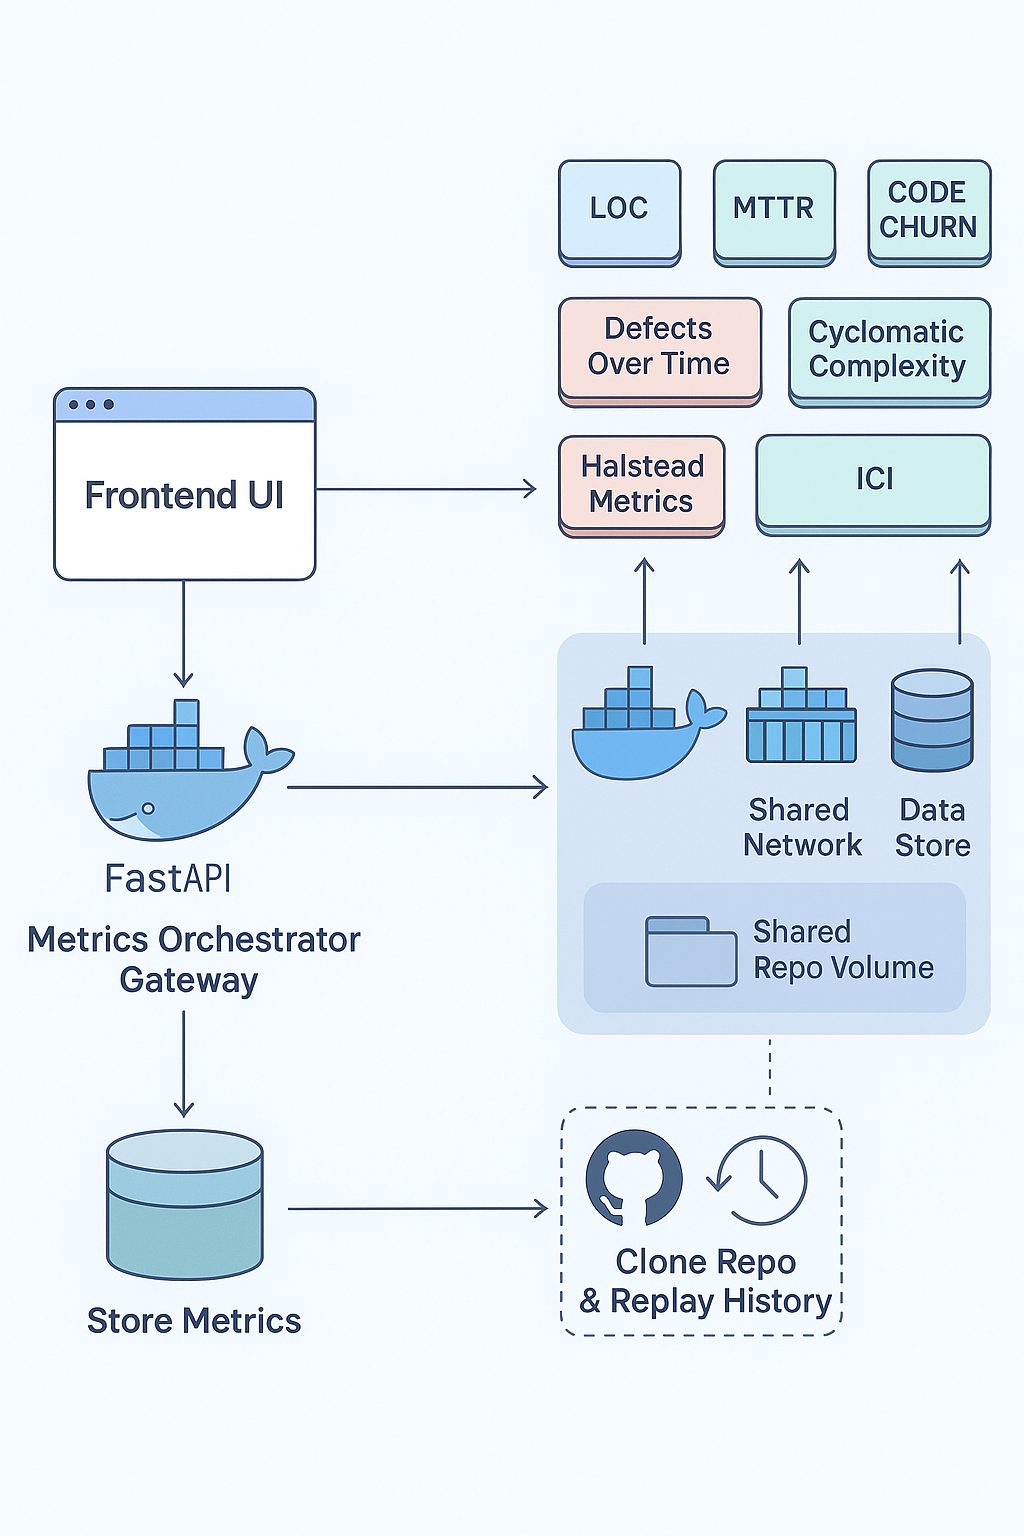 LOC
MTTR
CODE
CHURN
Defects
Over Time
Cyclomatic
Complexity
Frontend UI
Halstead
Metrics
ICI
FastAPI
Metrics Orchestrator
Gateway
Shared
Network
Data
Store
Shared
Repo Volume
Store Metrics
Clone Repo
& Replay History